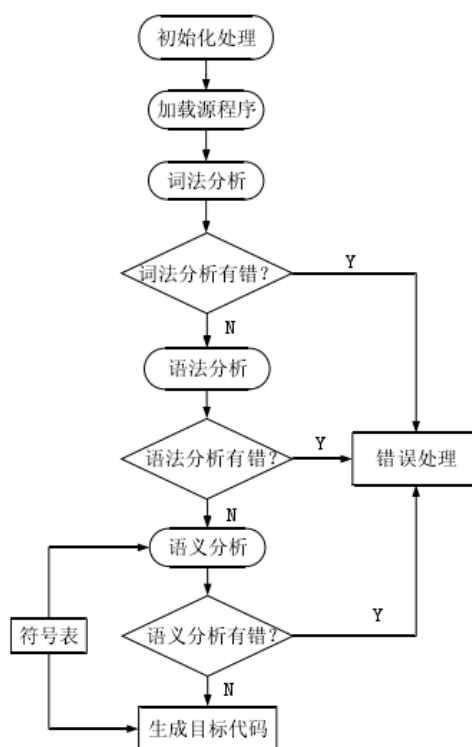 初始化处理
加载源程序
词法分析
词法分析有错?
Y
N
语法分析
语法分析有错?
Y
错误处理
N
语义分析
符号表
语义分析有错?
Y
N
生成目标代码